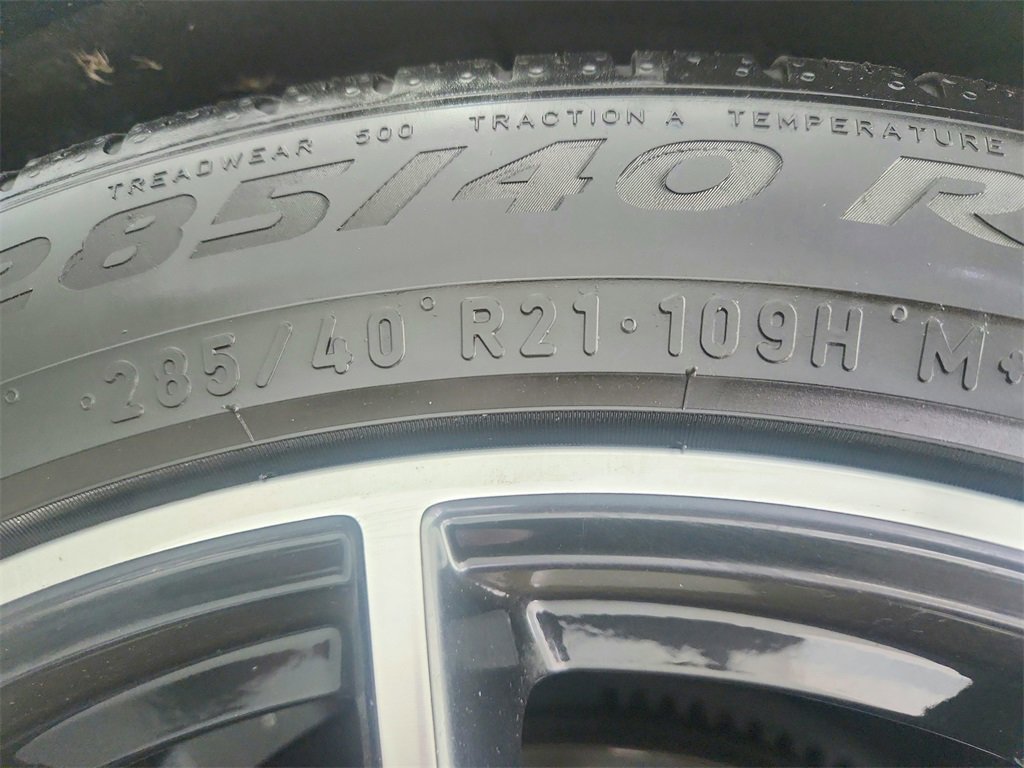 TREADWEAR 500 TRACTION A TEMPERATURE
285/40 R
285/40 R21 109H M+